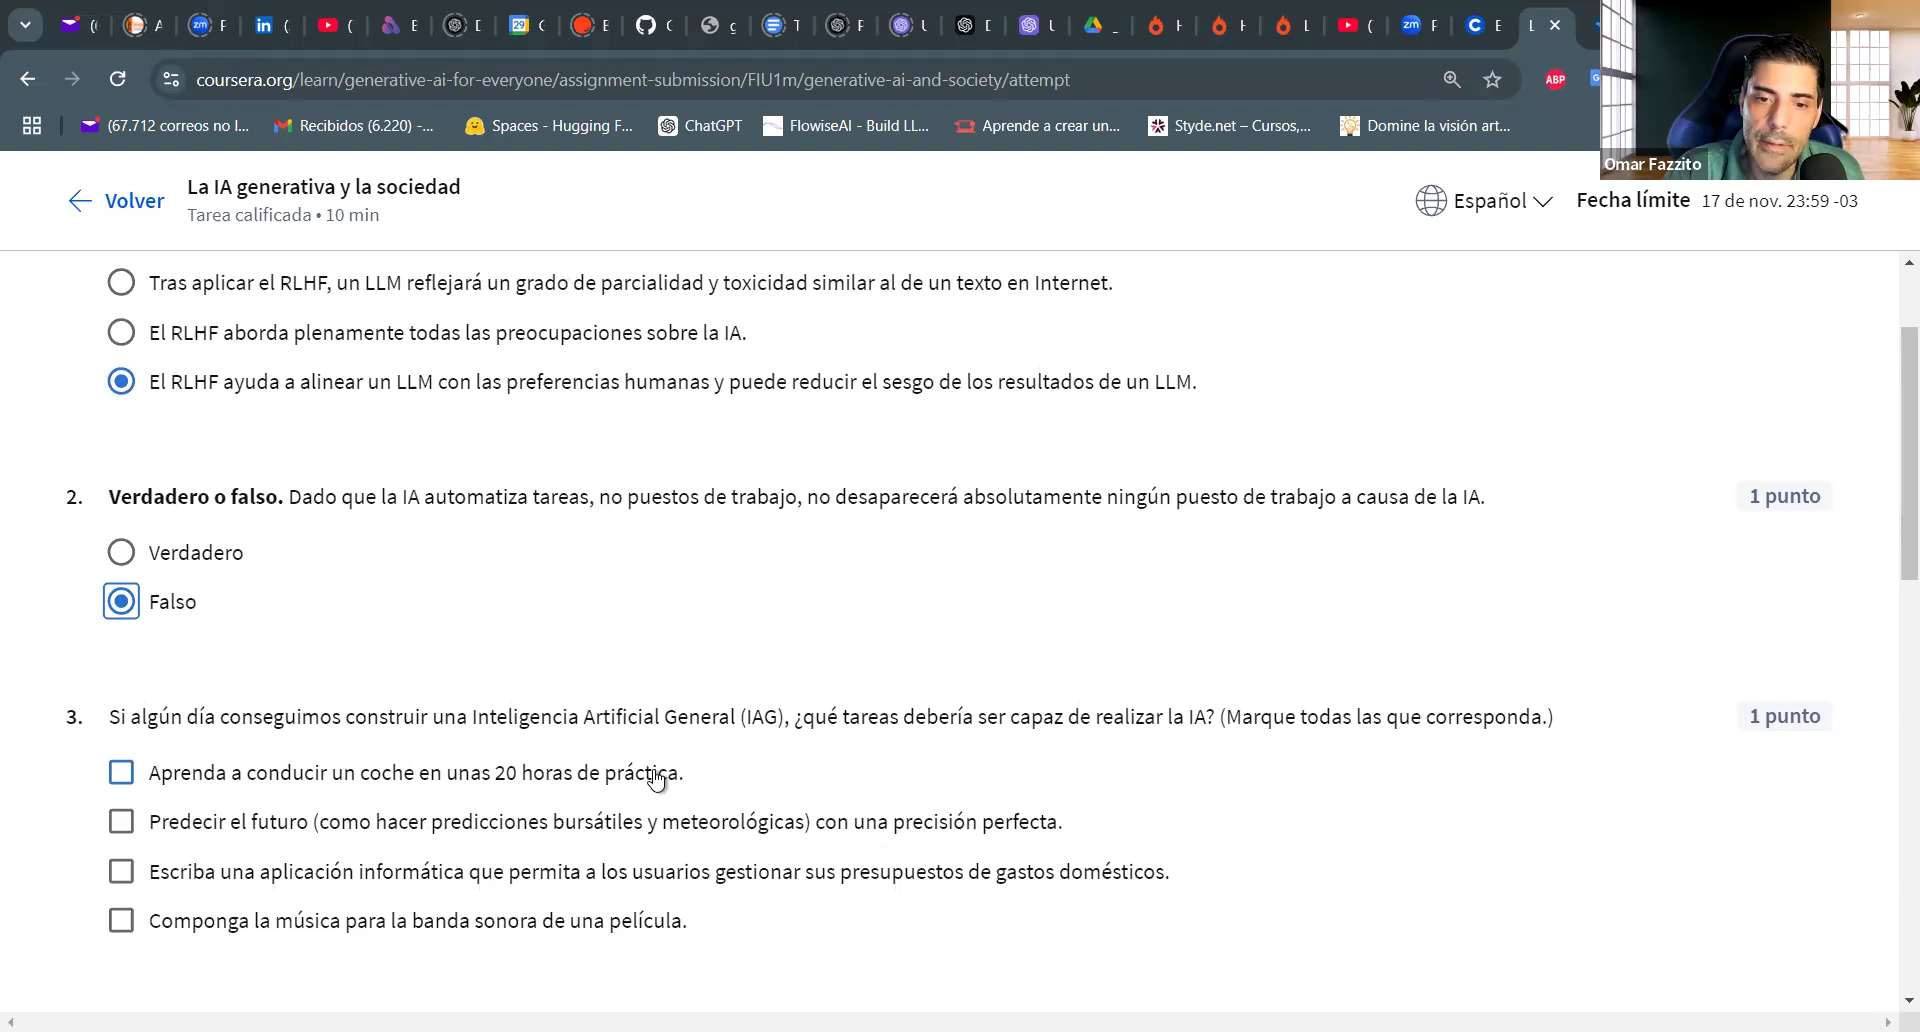 coursera.org/learn/generative-ai-for-everyone/assignment-submission/FIU1m/generative-ai-and-society/attempt
ABP
(67.712 correos no l...
Recibidos (6.220) -...
Spaces - Hugging F...
ChatGPT
FlowiseAI - Build LL...
Aprende a crear un...
Styde.net – Cursos,...
Domine la visión art...
Omar Fazzito
Volver
La IA generativa y la sociedad
Tarea calificada • 10 min
Español
Fecha límite 17 de nov. 23:59 -03
Tras aplicar el RLHF, un LLM reflejará un grado de parcialidad y toxicidad similar al de un texto en Internet.
El RLHF aborda plenamente todas las preocupaciones sobre la IA.
El RLHF ayuda a alinear un LLM con las preferencias humanas y puede reducir el sesgo de los resultados de un LLM.
2. Verdadero o falso. Dado que la IA automatiza tareas, no puestos de trabajo, no desaparecerá absolutamente ningún puesto de trabajo a causa de la IA.
1 punto
Verdadero
Falso
3. Si algún día conseguimos construir una Inteligencia Artificial General (IAG), ¿qué tareas debería ser capaz de realizar la IA? (Marque todas las que corresponda.)
1 punto
Aprenda a conducir un coche en unas 20 horas de práctica.
Predecir el futuro (como hacer predicciones bursátiles y meteorológicas) con una precisión perfecta.
Escriba una aplicación informática que permita a los usuarios gestionar sus presupuestos de gastos domésticos.
Componga la música para la banda sonora de una película.